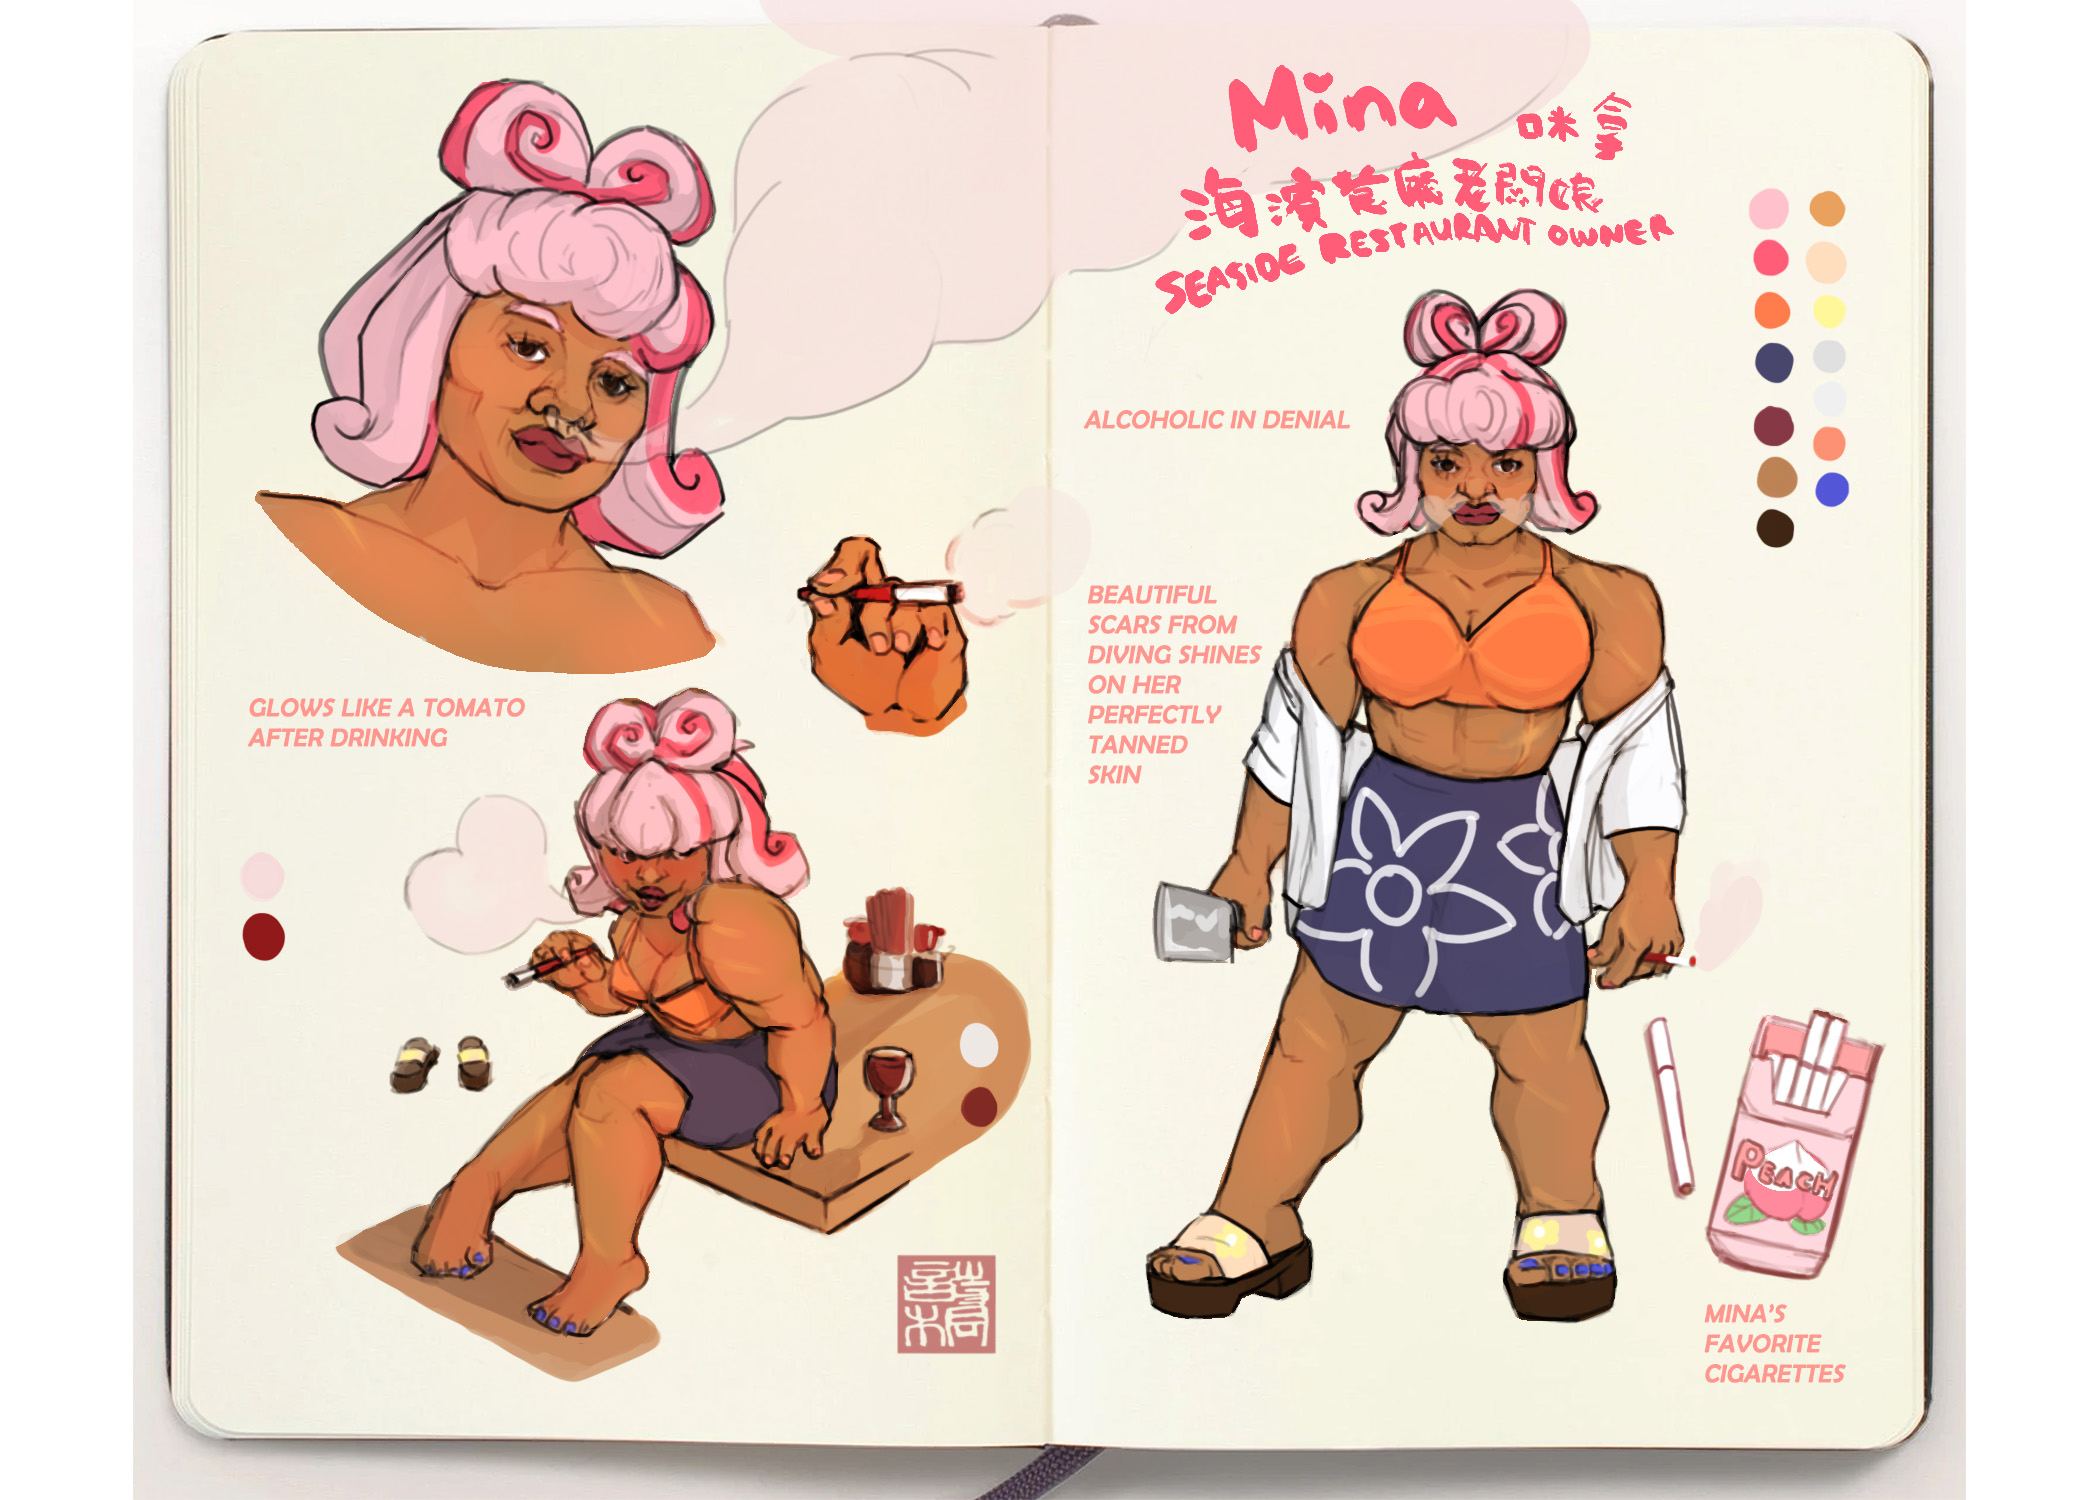 Mina
咪拿
海濱餐廳老闆娘
SEASIDE RESTAURANT OWNER
GLOWS LIKE A TOMATO
AFTER DRINKING
ALCOHOLIC IN DENIAL
BEAUTIFUL
SCARS FROM
DIVING SHINES
ON HER
PERFECTLY
TANNED
SKIN
PEACH
MINA'S
FAVORITE
CIGARETTES